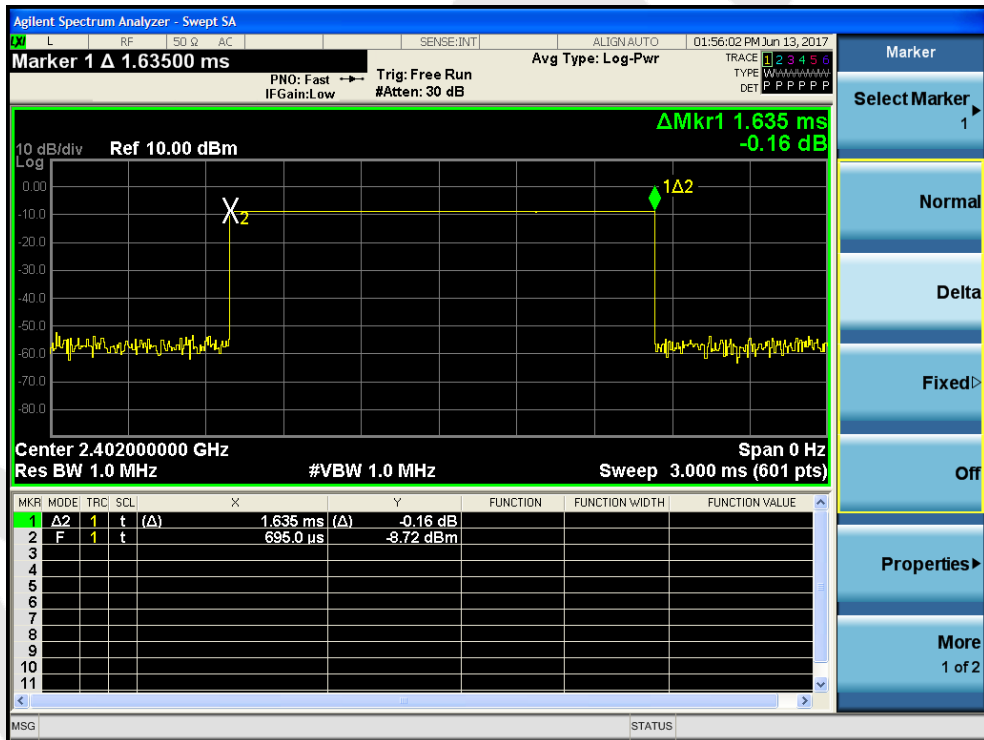 Agilent Spectrum Analyzer - Swept SA
LXI L RF 50 Ω AC SENSE:INT ALIGN AUTO 01:56:02 PM Jun 13, 2017
Marker 1 Δ 1.63500 ms
PNO: Fast
IFGain:Low
Trig: Free Run
#Atten: 30 dB
Avg Type: Log-Pwr
TRACE 1 2 3 4 5 6
TYPE W
DET P P P P P P
ΔMkr1 1.635 ms
-0.16 dB
10 dB/div Ref 10.00 dBm
Log
0.00
-10.0
-20.0
-30.0
-40.0
-50.0
-60.0
-70.0
-80.0
2
1Δ2
Center 2.402000000 GHz Span 0 Hz
Res BW 1.0 MHz #VBW 1.0 MHz Sweep 3.000 ms (601 pts)
MKR MODE TRC SCL X Y FUNCTION FUNCTION WIDTH FUNCTION VALUE
1 Δ2 1 t (Δ) 1.635 ms (Δ) -0.16 dB
2 F 1 t 695.0 µs -8.72 dBm
3
4
5
6
7
8
9
10
11
MSG STATUS
Marker
Select Marker
1
Normal
Delta
Fixed
Off
Properties
More
1 of 2